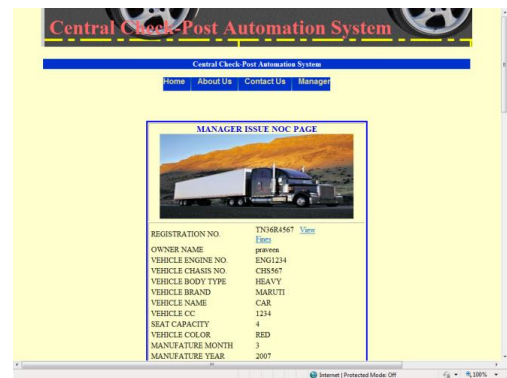 Central Check-Post Automation System
Central Check-Post Automation System
Home About Us Contact Us Manager
MANAGER ISSUE NOC PAGE
REGISTRATION NO. TN36R4567 View
Fines
OWNER NAME praveen
VEHICLE ENGINE NO. ENG1234
VEHICLE CHASIS NO. CHS567
VEHICLE BODY TYPE HEAVY
VEHICLE BRAND MARUTI
VEHICLE NAME CAR
VEHICLE CC 1234
SEAT CAPACITY 4
VEHICLE COLOR RED
MANUFATURE MONTH 3
MANUFATURE YEAR 2007
Internet | Protected Mode: Off 100%